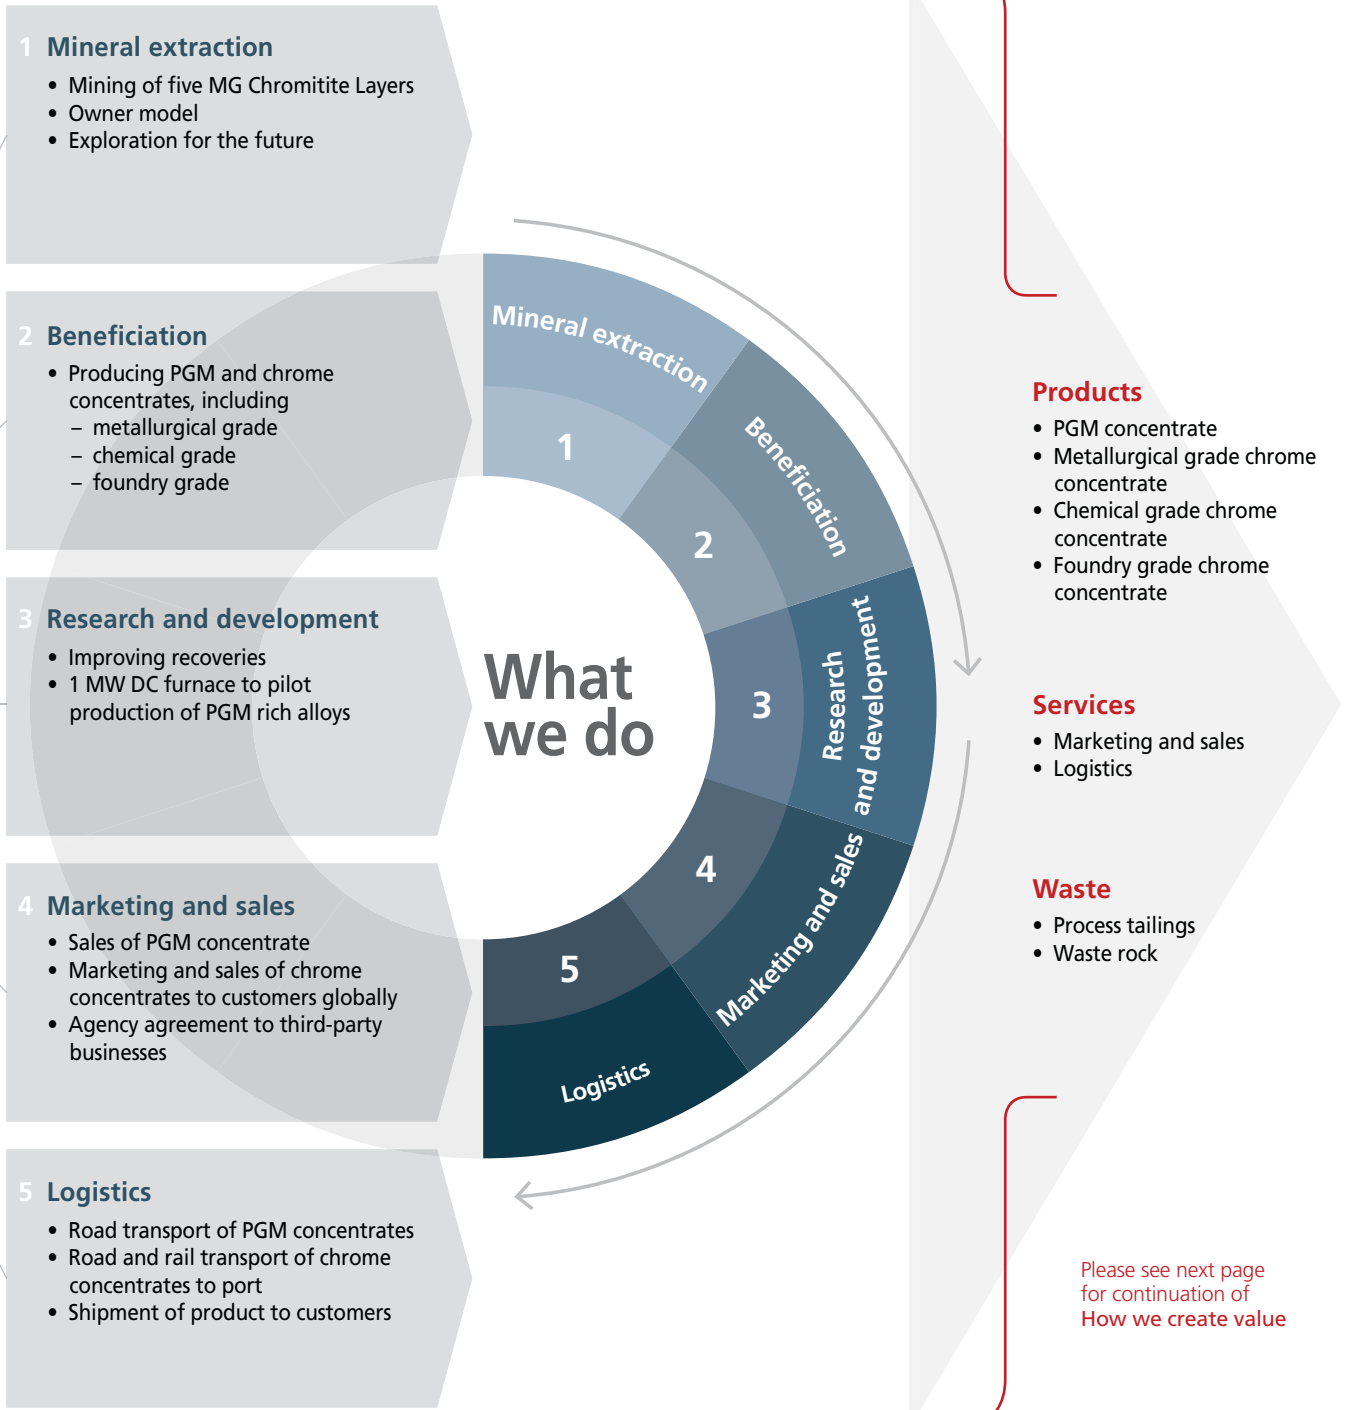 1 Mineral extraction
• Mining of five MG Chromitite Layers
• Owner model
• Exploration for the future
2 Beneficiation
• Producing PGM and chrome
concentrates, including
– metallurgical grade
– chemical grade
– foundry grade
3 Research and development
• Improving recoveries
• 1 MW DC furnace to pilot
production of PGM rich alloys
4 Marketing and sales
• Sales of PGM concentrate
• Marketing and sales of chrome
concentrates to customers globally
• Agency agreement to third-party
businesses
5 Logistics
• Road transport of PGM concentrates
• Road and rail transport of chrome
concentrates to port
• Shipment of product to customers
What
we do
Mineral extraction
1
Beneficiation
2
Research
and development
3
Marketing and sales
4
Logistics
5
Products
• PGM concentrate
• Metallurgical grade chrome
concentrate
• Chemical grade chrome
concentrate
• Foundry grade chrome
concentrate
Services
• Marketing and sales
• Logistics
Waste
• Process tailings
• Waste rock
Please see next page
for continuation of
How we create value